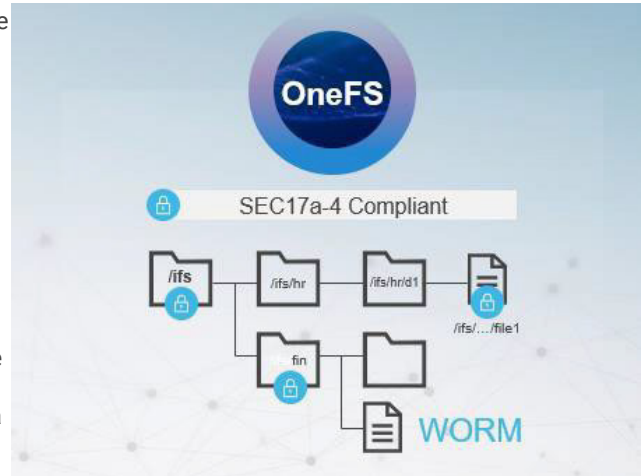 e
OneFS
SEC17a-4 Compliant
/ifs
/ifs/hr
/ifs/hr/d1
/ifs/.../file1
fin
e
WORM